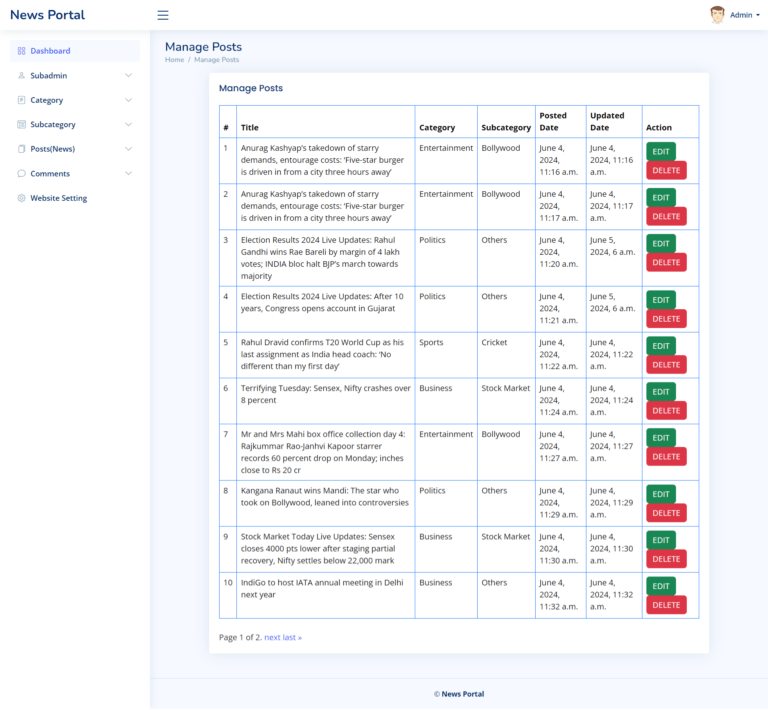 News Portal
Admin
Dashboard
Subadmin
Category
Subcategory
Posts(News)
Comments
Website Setting
Manage Posts
Home / Manage Posts
Manage Posts
# Title Category Subcategory Posted Date Updated Date Action
1 Anurag Kashyap's takedown of starry Entertainment Bollywood June 4, June 4, EDIT
demands, entourage costs: 'Five-star burger 2024, 2024, 11:16
is driven in from a city three hours away' 11:16 a.m. a.m. DELETE
2 Anurag Kashyap's takedown of starry Entertainment Bollywood June 4, June 4, EDIT
demands, entourage costs: 'Five-star burger 2024, 2024, 11:17
is driven in from a city three hours away' 11:17 a.m. a.m. DELETE
3 Election Results 2024 Live Updates: Rahul Politics Others June 4, June 5, EDIT
Gandhi wins Rae Bareli by margin of 4 lakh 2024, 2024, 6 a.m.
votes; INDIA bloc halt BJP's march towards 11:20 a.m. DELETE
majority
4 Election Results 2024 Live Updates: After 10 Politics Others June 4, June 5, EDIT
years, Congress opens account in Gujarat 2024, 2024, 6 a.m.
11:21 a.m. DELETE
5 Rahul Dravid confirms T20 World Cup as his Sports Cricket June 4, June 4, EDIT
last assignment as India head coach: 'No 2024, 2024, 11:22
different than my first day' 11:22 a.m. a.m. DELETE
6 Terrifying Tuesday: Sensex, Nifty crashes over Business Stock Market June 4, June 4, EDIT
8 percent 2024, 2024, 11:24
11:24 a.m. a.m. DELETE
7 Mr and Mrs Mahi box office collection day 4: Entertainment Bollywood June 4, June 4, EDIT
Rajkummar Rao-Janhvi Kapoor starrer 2024, 2024, 11:27
records 60 percent drop on Monday; inches 11:27 a.m. a.m. DELETE
close to Rs 20 cr
8 Kangana Ranaut wins Mandi: The star who Politics Others June 4, June 4, EDIT
took on Bollywood, leaned into controversies 2024, 2024, 11:29
11:29 a.m. a.m. DELETE
9 Stock Market Today Live Updates: Sensex Business Stock Market June 4, June 4, EDIT
closes 4000 pts lower after staging partial 2024, 2024, 11:30
recovery, Nifty settles below 22,000 mark 11:30 a.m. a.m. DELETE
10 IndiGo to host IATA annual meeting in Delhi Business Others June 4, June 4, EDIT
next year 2024, 2024, 11:32
11:32 a.m. a.m. DELETE
Page 1 of 2. next last »
© News Portal